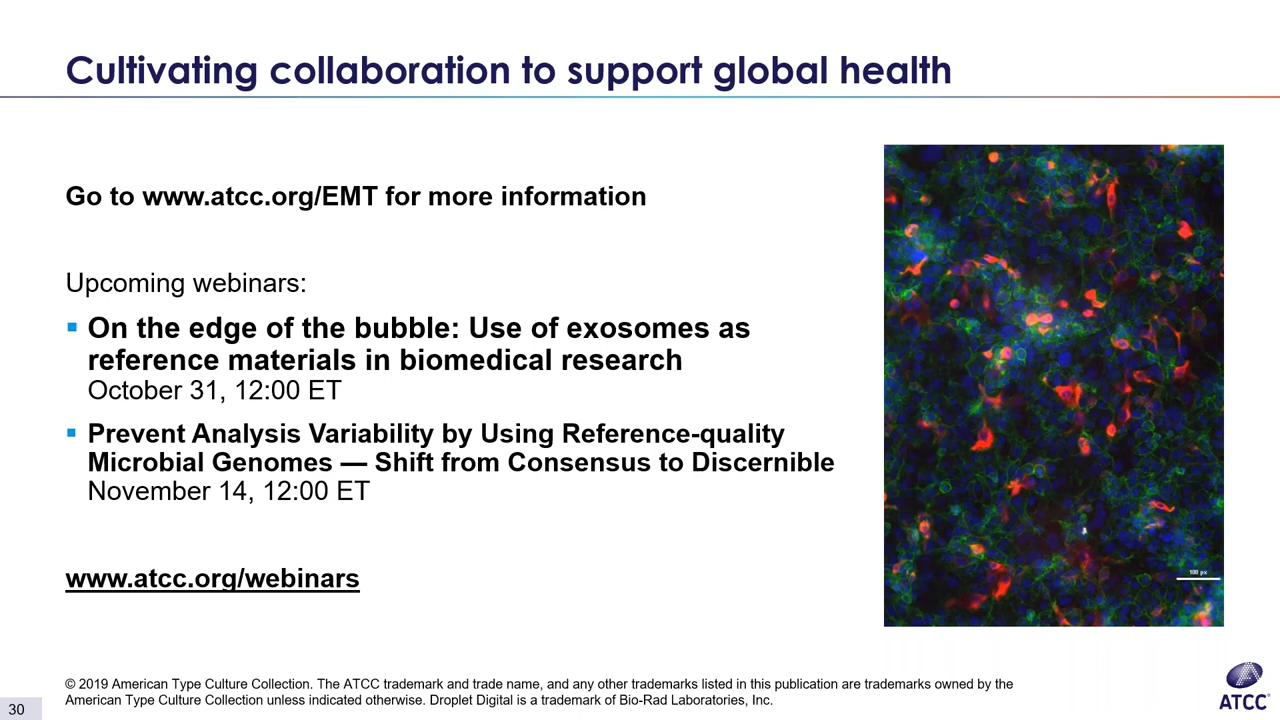 Cultivating collaboration to support global health
Go to www.atcc.org/EMT for more information
Upcoming webinars:
On the edge of the bubble: Use of exosomes as
reference materials in biomedical research
October 31, 12:00 ET
Prevent Analysis Variability by Using Reference-quality
Microbial Genomes — Shift from Consensus to Discernible
November 14, 12:00 ET
www.atcc.org/webinars
100 px
© 2019 American Type Culture Collection. The ATCC trademark and trade name, and any other trademarks listed in this publication are trademarks owned by the
American Type Culture Collection unless indicated otherwise. Droplet Digital is a trademark of Bio-Rad Laboratories, Inc.
30
ATCC®